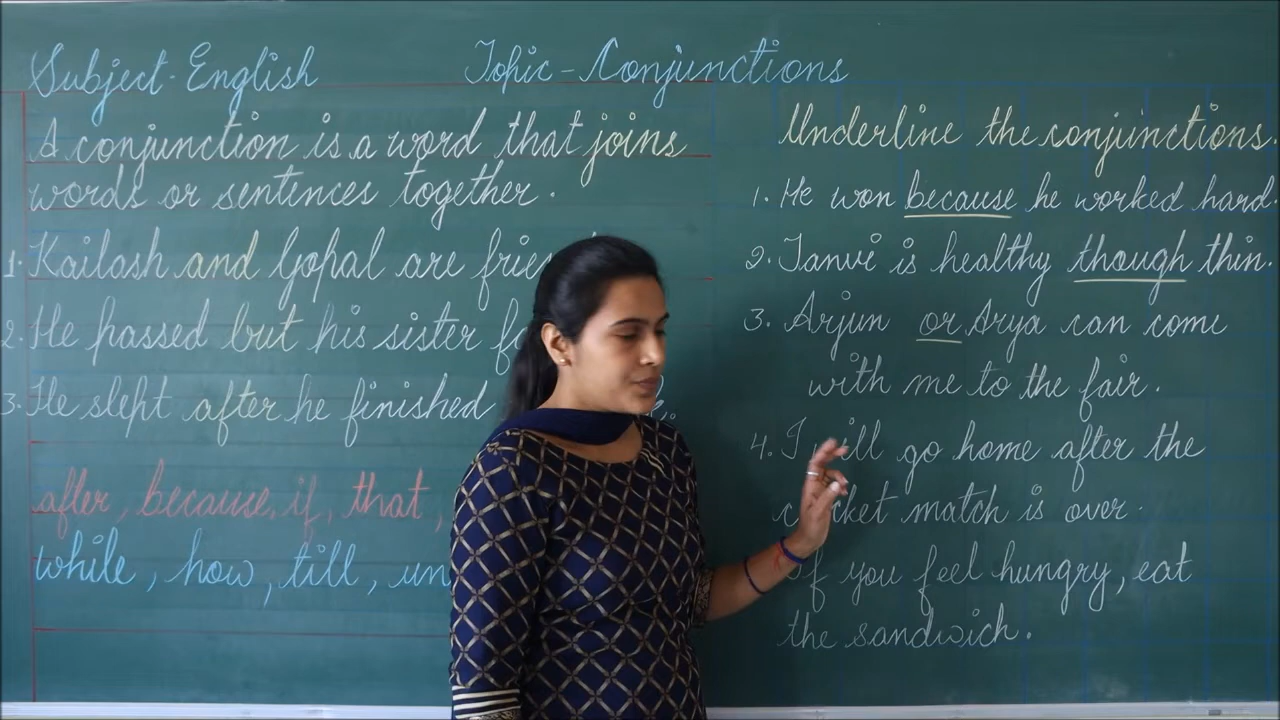 Subject-English
Topic-Conjunctions
A conjunction is a word that joins
words or sentences together.
1. Kailash and Gopal are
2. He passed but his sister
3. He slept after he finished
after, because, if, that,
while, how, till,
Underline the conjunctions.
1. He won because he worked hard.
2. Tanvi is healthy though thin.
3. Arjun or Arya can come
with me to the fair.
4. I will go home after the
cricket match is over.
If you feel hungry, eat
the sandwich.